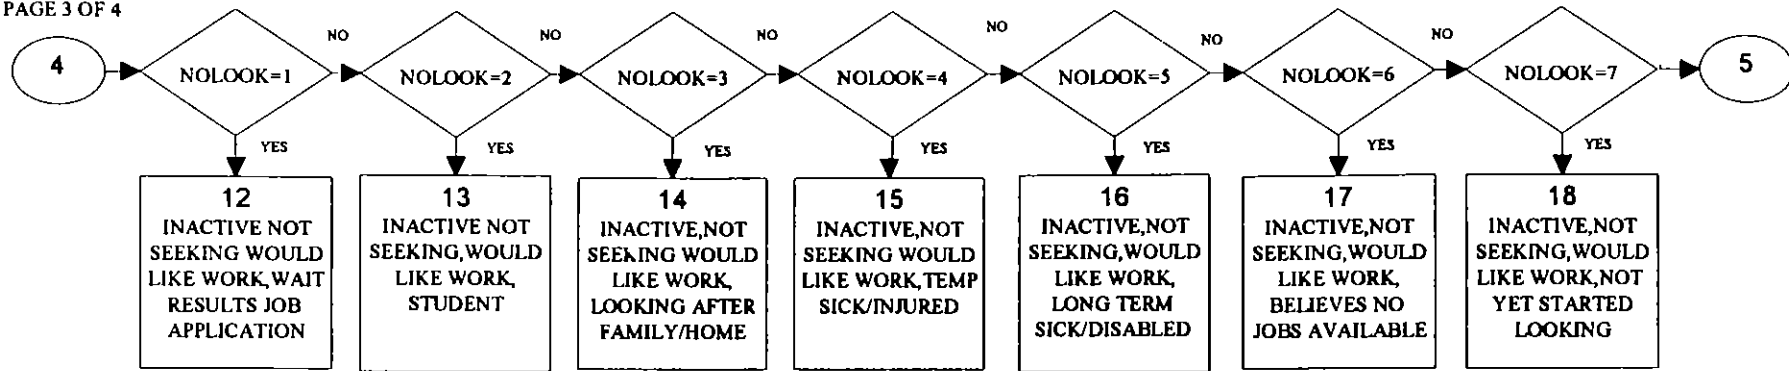 PAGE 3 OF 4
4
NOLOOK=1
NO
NOLOOK=2
NO
NOLOOK=3
NO
NOLOOK=4
NO
NOLOOK=5
NO
NOLOOK=6
NO
NOLOOK=7
5
YES
YES
YES
YES
YES
YES
YES
12
INACTIVE NOT
SEEKING WOULD
LIKE WORK,WAIT
RESULTS JOB
APPLICATION
13
INACTIVE NOT
SEEKING,WOULD
LIKE WORK,
STUDENT
14
INACTIVE,NOT
SEEKING WOULD
LIKE WORK,
LOOKING AFTER
FAMILY/HOME
15
INACTIVE,NOT
SEEKING WOULD
LIKE WORK,TEMP
SICK/INJURED
16
INACTIVE,NOT
SEEKING,WOULD
LIKE WORK,
LONG TERM
SICK/DISABLED
17
INACTIVE,NOT
SEEKING,WOULD
LIKE WORK,
BELIEVES NO
JOBS AVAILABLE
18
INACTIVE,NOT
SEEKING,WOULD
LIKE WORK,NOT
YET STARTED
LOOKING